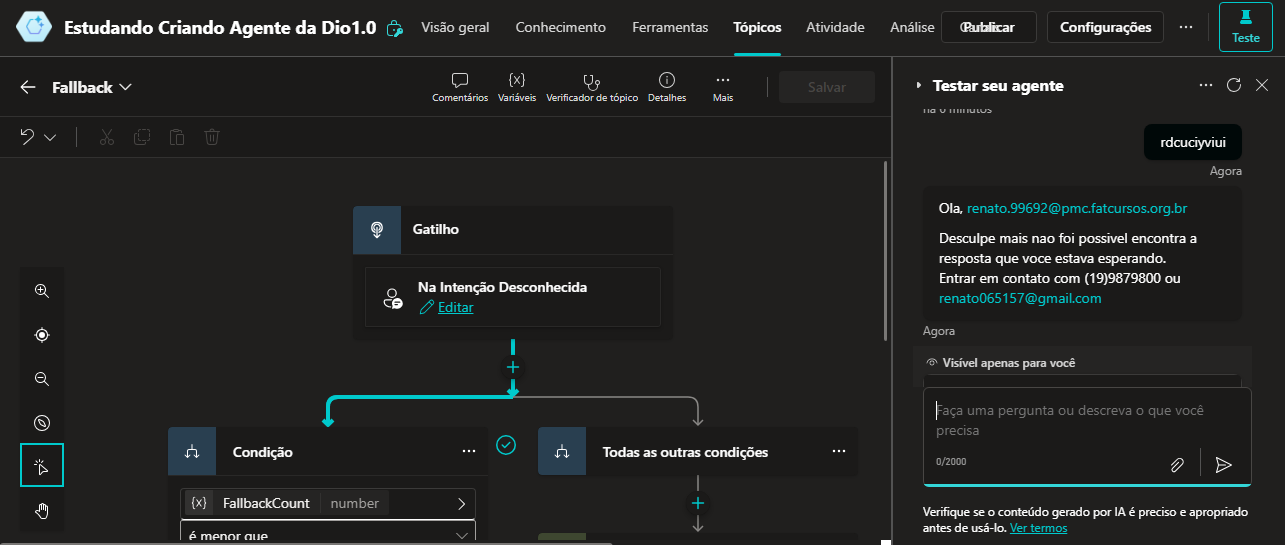 Estudando Criando Agente da Dio1.0
Visão geral
Conhecimento
Ferramentas
Tópicos
Atividade
Análise
Publicar
Configurações
Teste
Fallback
Comentários
Variáveis
Verificador de tópico
Detalhes
Mais
Salvar
Gatilho
Na Intenção Desconhecida
Editar
Condição
{x} FallbackCount number
é menor que
Todas as outras condições
Testar seu agente
há 0 minutos
rdcuciyviui
Agora
Ola, renato.99692@pmc.fatcursos.org.br
Desculpe mais nao foi possivel encontra a
resposta que voce estava esperando.
Entrar em contato com (19)9879800 ou
renato065157@gmail.com
Agora
Visível apenas para você
Faça uma pergunta ou descreva o que você
precisa
0/2000
Verifique se o conteúdo gerado por IA é preciso e apropriado
antes de usá-lo. Ver termos